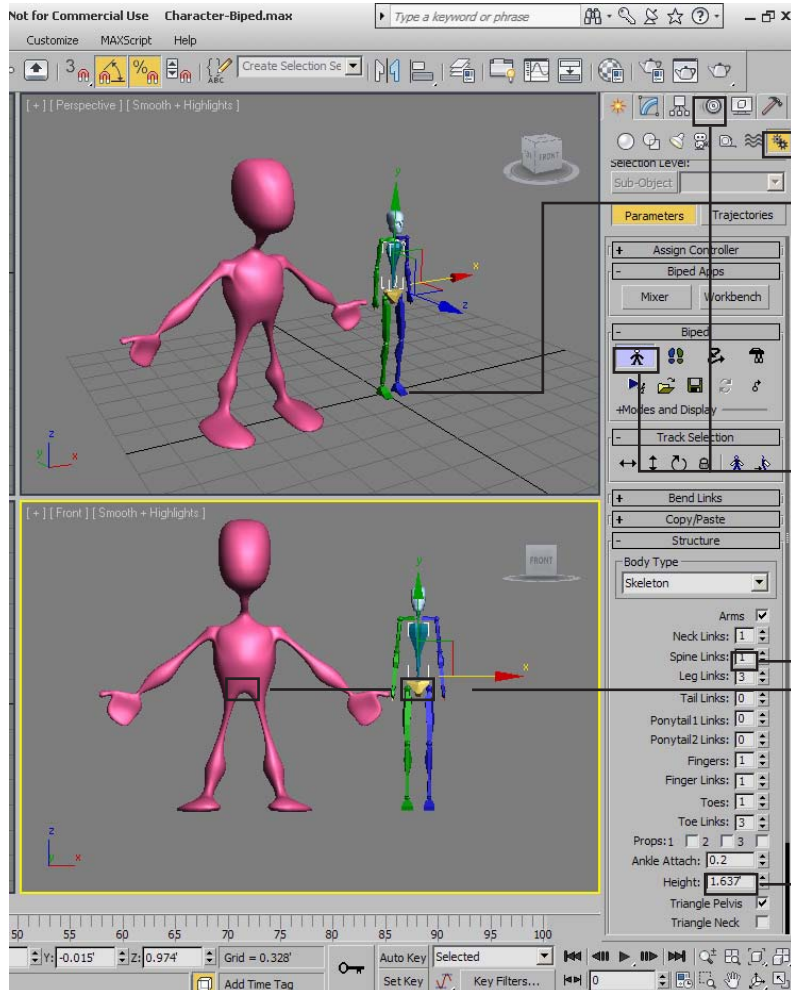 Not for Commercial Use Character-Biped.max
Type a keyword or phrase
Customize MAXScript Help
3 % ABC Create Selection Se
[ + ] [ Perspective ] [ Smooth + Highlights ]
FRONT
y
x
z
z
y x
Selection Level:
Sub-Object
Parameters Trajectories
+ Assign Controller
- Biped Apps
Mixer Workbench
- Biped
+Modes and Display
- Track Selection
+ Bend Links
+ Copy/Paste
- Structure
Body Type
Skeleton
Arms
Neck Links: 1
Spine Links: 1
Leg Links: 3
Tail Links: 0
Ponytail1 Links: 0
Ponytail2 Links: 0
Fingers: 1
Finger Links: 1
Toes: 1
Toe Links: 3
Props: 1 2 3
Ankle Attach: 0.2
Height: 1.637'
Triangle Pelvis
Triangle Neck
[ + ] [ Front ] [ Smooth + Highlights ]
FRONT
y
x
z
y x
50 55 60 65 70 75 80 85 90 95 100
Y: -0.015' Z: 0.974' Grid = 0.328'
Add Time Tag
Auto Key Selected
Set Key Key Filters...
0